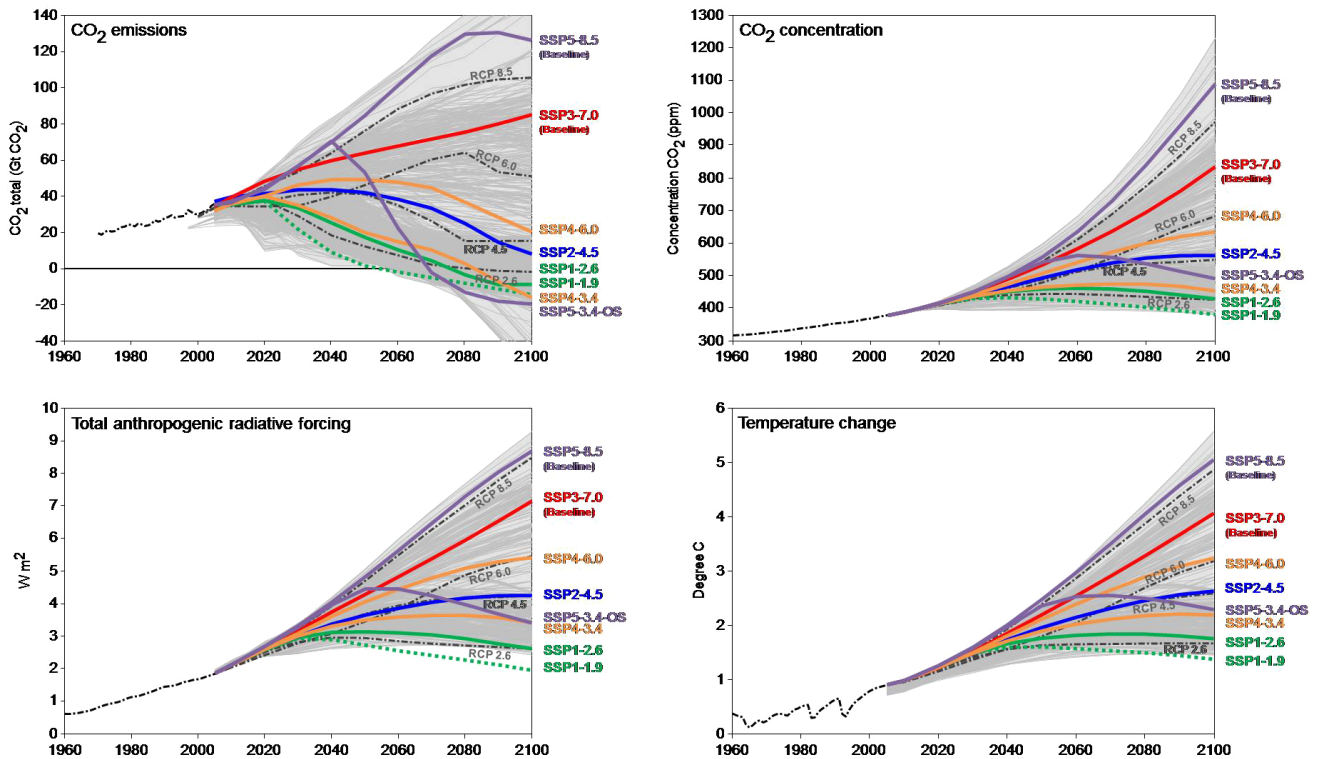 CO2 emissions
CO2 total (Gt CO2)
140
120
100
80
60
40
20
0
-20
-40
1960
1980
2000
2020
2040
2060
2080
2100
RCP 8.5
RCP 6.0
RCP 4.5
RCP 2.6
SSP5-8.5
(Baseline)
SSP3-7.0
(Baseline)
SSP4-6.0
SSP2-4.5
SSP1-2.6
SSP1-1.9
SSP4-3.4
SSP5-3.4-OS
CO2 concentration
Concentration CO2 (ppm)
1300
1200
1100
1000
900
800
700
600
500
400
300
1960
1980
2000
2020
2040
2060
2080
2100
RCP 8.5
RCP 6.0
RCP 4.5
RCP 2.6
SSP5-8.5
(Baseline)
SSP3-7.0
(Baseline)
SSP4-6.0
SSP2-4.5
SSP5-3.4-OS
SSP4-3.4
SSP1-2.6
SSP1-1.9
Total anthropogenic radiative forcing
W m2
10
9
8
7
6
5
4
3
2
1
0
1960
1980
2000
2020
2040
2060
2080
2100
RCP 8.5
RCP 6.0
RCP 4.5
RCP 2.6
SSP5-8.5
(Baseline)
SSP3-7.0
(Baseline)
SSP4-6.0
SSP2-4.5
SSP5-3.4-OS
SSP4-3.4
SSP1-2.6
SSP1-1.9
Temperature change
Degree C
6
5
4
3
2
1
0
1960
1980
2000
2020
2040
2060
2080
2100
RCP 8.5
RCP 6.0
RCP 4.5
RCP 2.6
SSP5-8.5
(Baseline)
SSP3-7.0
(Baseline)
SSP4-6.0
SSP2-4.5
SSP5-3.4-OS
SSP4-3.4
SSP1-2.6
SSP1-1.9